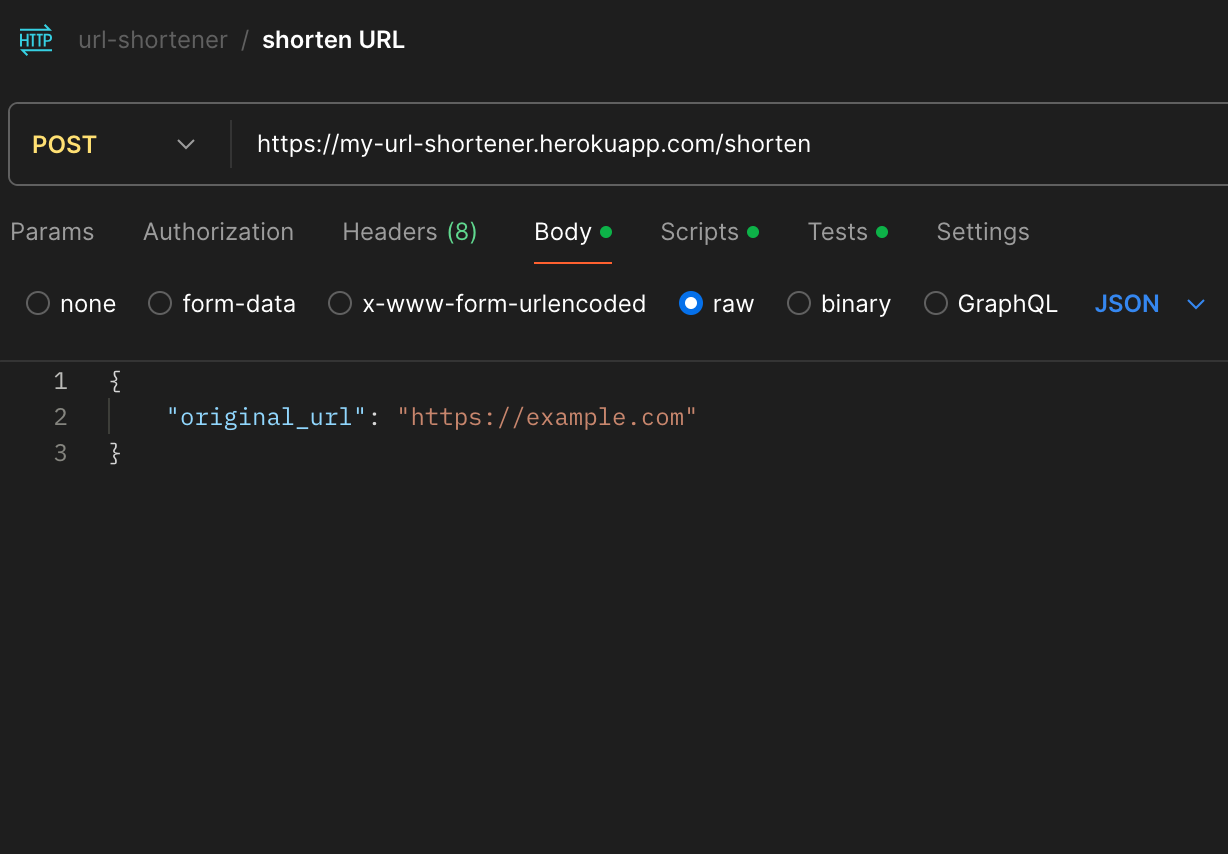 HTTP url-shortener / shorten URL
POST https://my-url-shortener.herokuapp.com/shorten
Params Authorization Headers (8) Body Scripts Tests Settings
none form-data x-www-form-urlencoded raw binary GraphQL JSON
1 {
2 "original_url": "https://example.com"
3 }